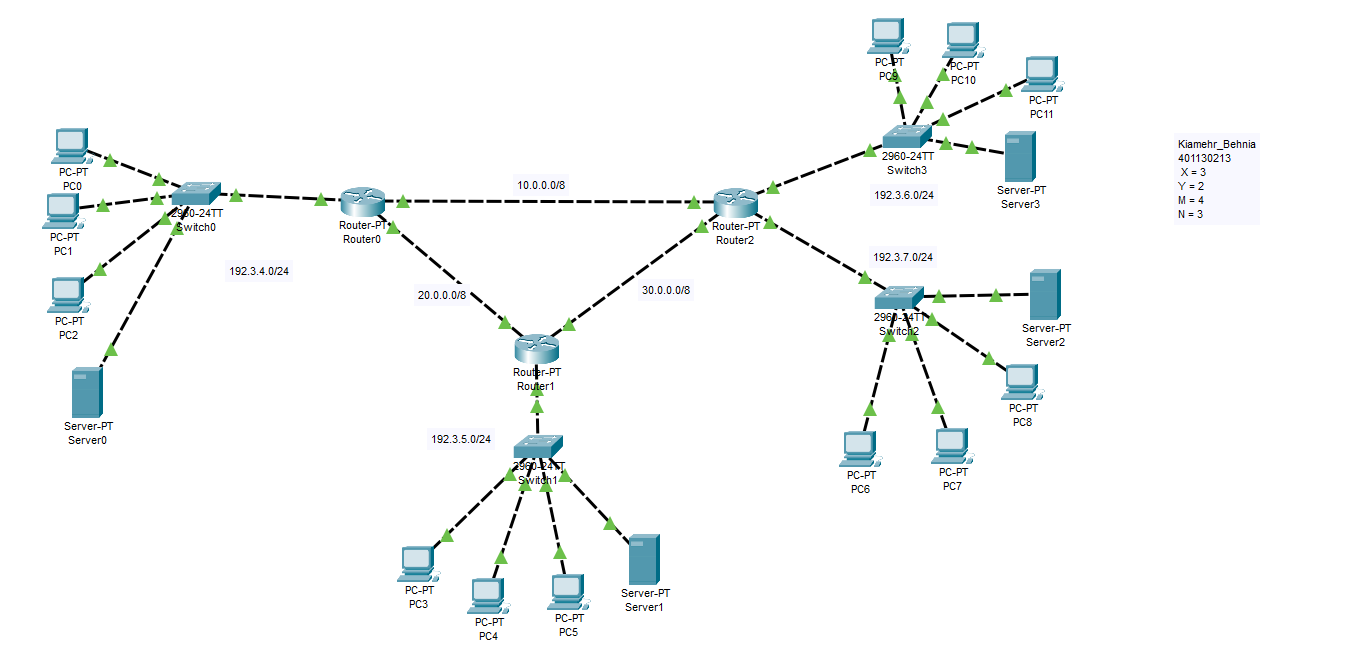 PC-PT
PC0
PC-PT
PC1
PC-PT
PC2
Server-PT
Server0
2960-24TT
Switch0
192.3.4.0/24
Router-PT
Router0
10.0.0.0/8
20.0.0.0/8
30.0.0.0/8
Router-PT
Router1
192.3.5.0/24
2960-24TT
Switch1
PC-PT
PC3
PC-PT
PC4
PC-PT
PC5
Server-PT
Server1
Router-PT
Router2
PC-PT
PC9
PC-PT
PC10
PC-PT
PC11
2960-24TT
Switch3
Server-PT
Server3
192.3.6.0/24
192.3.7.0/24
2960-24TT
Switch2
Server-PT
Server2
PC-PT
PC8
PC-PT
PC6
PC-PT
PC7
Kiamehr_Behnia
401130213
X = 3
Y = 2
M = 4
N = 3